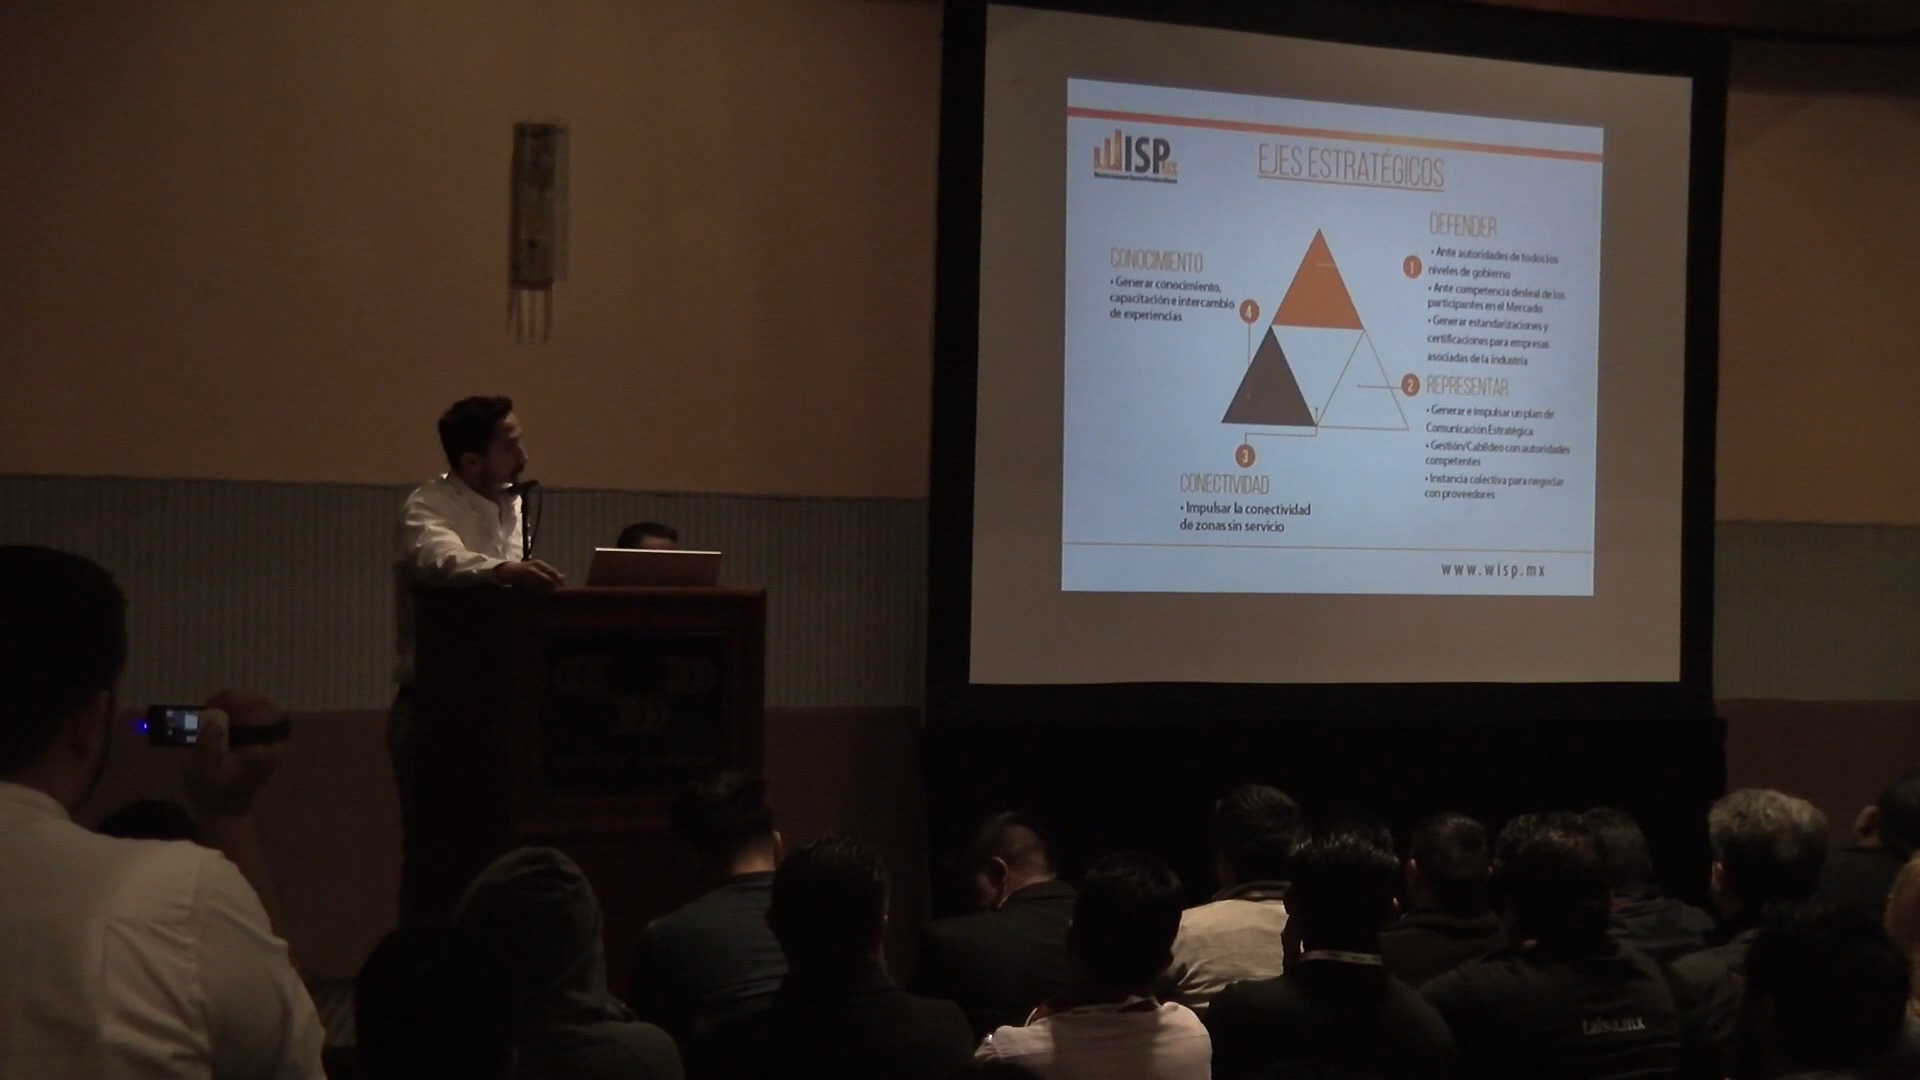 WISP.MX
EJES ESTRATÉGICOS
CONOCIMIENTO
• Generar conocimiento,
capacitación e intercambio
de experiencias
4
DEFENDER
1
• Ante autoridades de todos los
niveles de gobierno
• Ante competencia desleal de los
participantes en el Mercado
• Generar estandarizaciones y
certificaciones para empresas
asociadas de la industria
2
REPRESENTAR
• Generar e impulsar un plan de
Comunicación Estratégica
• Gestión/Cabildeo con autoridades
competentes
• Instancia colectiva para negociar
con proveedores
3
CONECTIVIDAD
• Impulsar la conectividad
de zonas sin servicio
www.wisp.mx